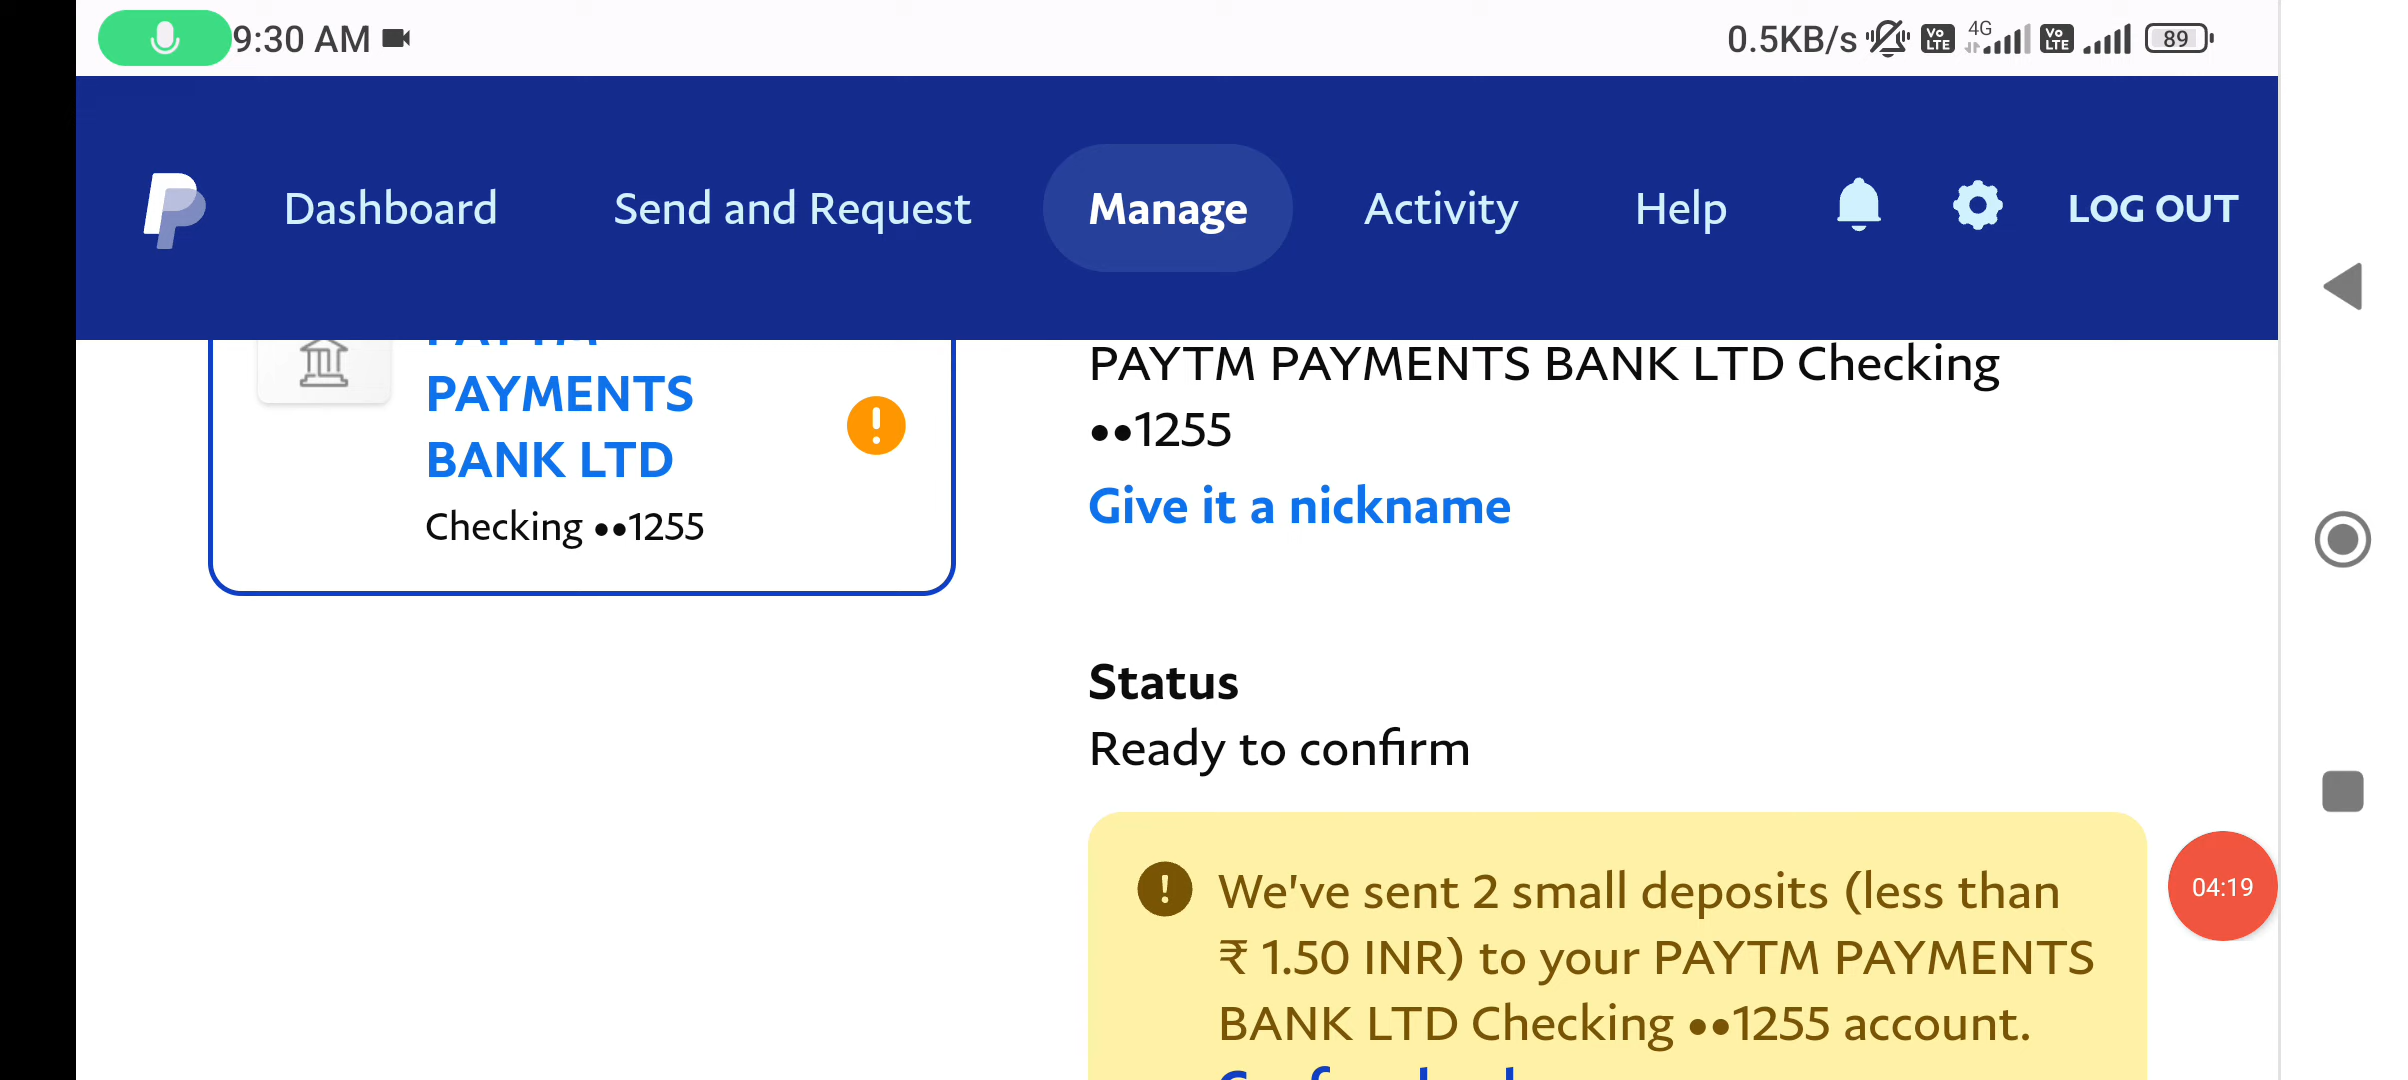 9:30 AM
0.5KB/s 4G 89
Dashboard Send and Request Manage Activity Help LOG OUT
PAYTM
PAYMENTS
BANK LTD
Checking ••1255
PAYTM PAYMENTS BANK LTD Checking
••1255
Give it a nickname
Status
Ready to confirm
We've sent 2 small deposits (less than
₹ 1.50 INR) to your PAYTM PAYMENTS
BANK LTD Checking ••1255 account.
04:19